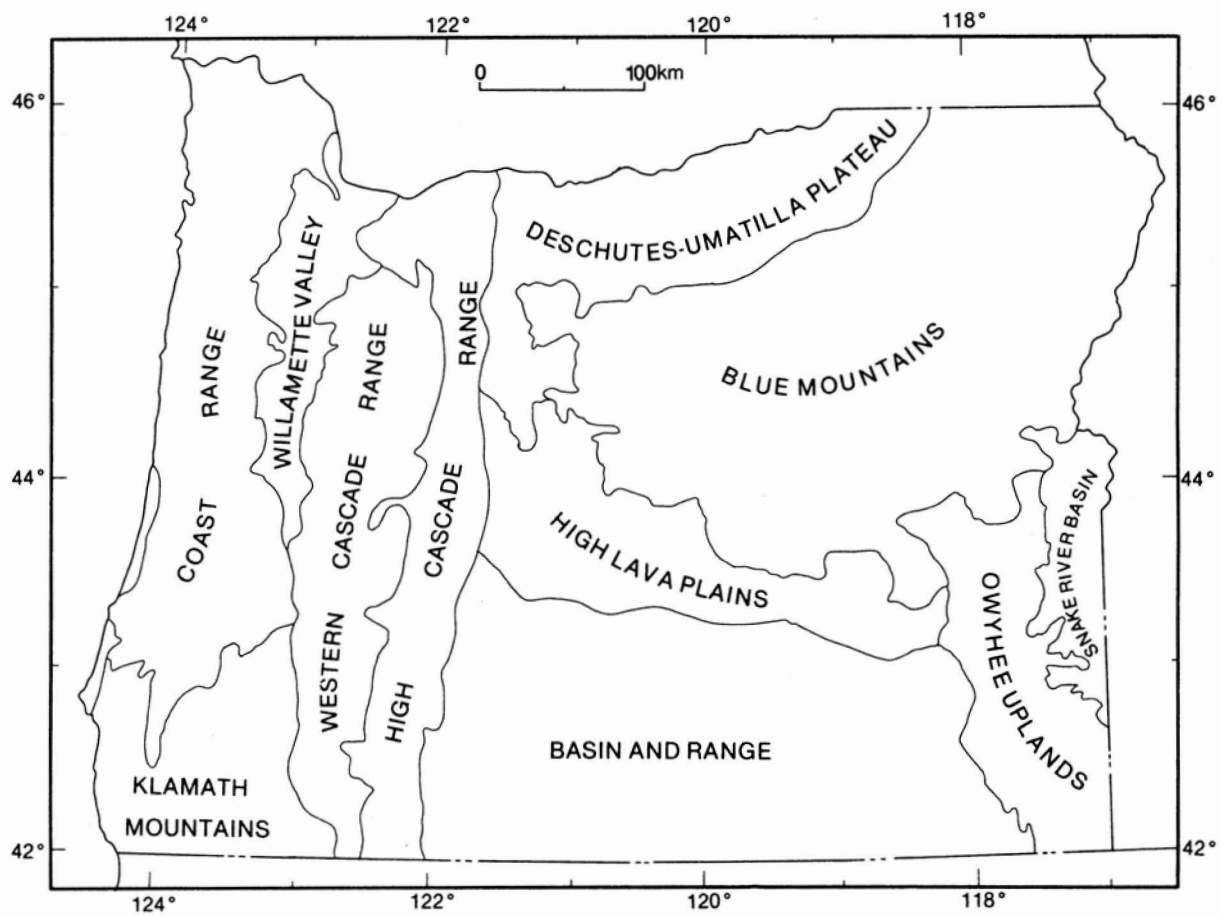 124°
122°
120°
118°
0
100km
46°
46°
DESCHUTES-UMATILLA PLATEAU
WILLAMETTE VALLEY
RANGE
RANGE
RANGE
BLUE MOUNTAINS
44°
44°
COAST
CASCADE
CASCADE
HIGH LAVA PLAINS
SNAKE RIVER BASIN
OWYHEE UPLANDS
WESTERN
HIGH
BASIN AND RANGE
KLAMATH
MOUNTAINS
42°
42°
124°
122°
120°
118°